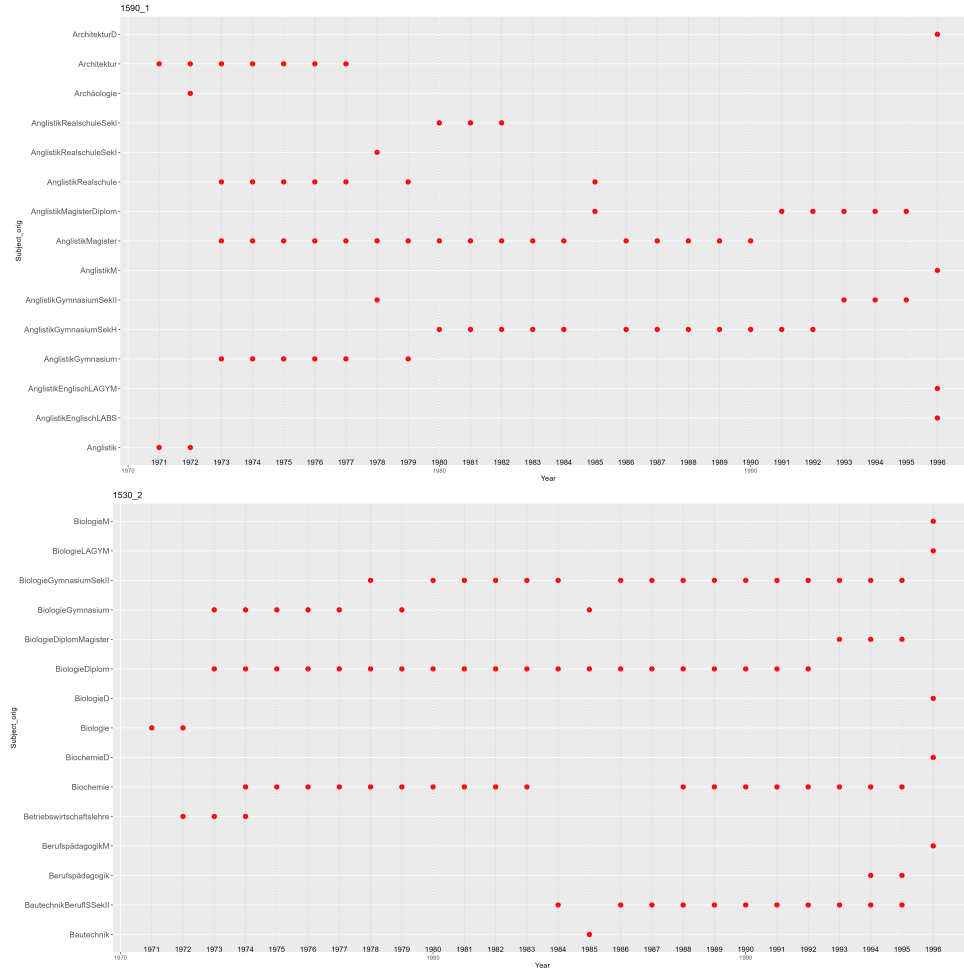 1590_1
ArchitekturD
Architektur
Archäologie
AnglistikRealschuleSekI
AnglistikRealschuleSekI
AnglistikRealschule
AnglistikMagisterDiplom
AnglistikMagister
AnglistikM
AnglistikGymnasiumSekII
AnglistikGymnasiumSekH
AnglistikGymnasium
AnglistikEnglischLAGYM
AnglistikEnglischLABS
Anglistik
Subject_orig
1971 1972 1973 1974 1975 1976 1977 1978 1979 1980 1981 1982 1983 1984 1985 1986 1987 1988 1989 1990 1991 1992 1993 1994 1995 1996
1970 1980 1990
Year
1530_2
BiologieM
BiologieLAGYM
BiologieGymnasiumSekII
BiologieGymnasium
BiologieDiplomMagister
BiologieDiplom
BiologieD
Biologie
BiochemieD
Biochemie
Betriebswirtschaftslehre
BerufspädagogikM
Berufspädagogik
BautechnikBeruflSSekII
Bautechnik
Subject_orig
1971 1972 1973 1974 1975 1976 1977 1978 1979 1980 1981 1982 1983 1984 1985 1986 1987 1988 1989 1990 1991 1992 1993 1994 1995 1996
1970 1980 1990
Year